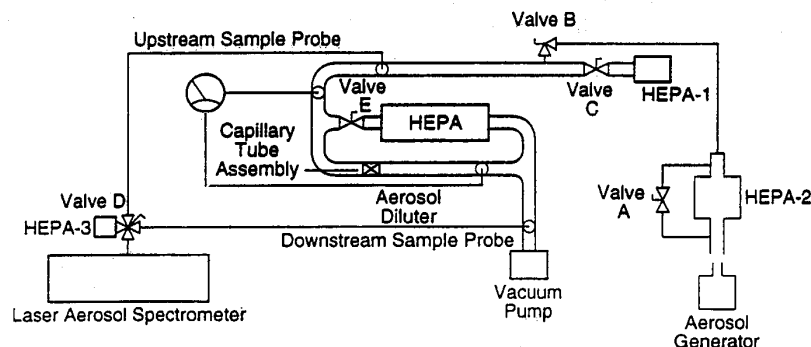 Valve B
Upstream Sample Probe
Valve
E
Valve
C
HEPA-1
HEPA
Capillary
Tube
Assembly
Valve
A
HEPA-2
Valve D
Aerosol
Diluter
HEPA-3
Downstream Sample Probe
Vacuum
Pump
Laser Aerosol Spectrometer
Aerosol
Generator